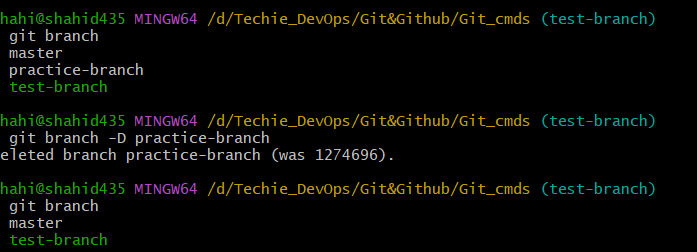 hahi@shahid435 MINGW64 /d/Techie_DevOps/Git&Github/Git_cmds (test-branch)
git branch
master
practice-branch
test-branch
hahi@shahid435 MINGW64 /d/Techie_DevOps/Git&Github/Git_cmds (test-branch)
git branch -D practice-branch
eleted branch practice-branch (was 1274696).
hahi@shahid435 MINGW64 /d/Techie_DevOps/Git&Github/Git_cmds (test-branch)
git branch
master
test-branch